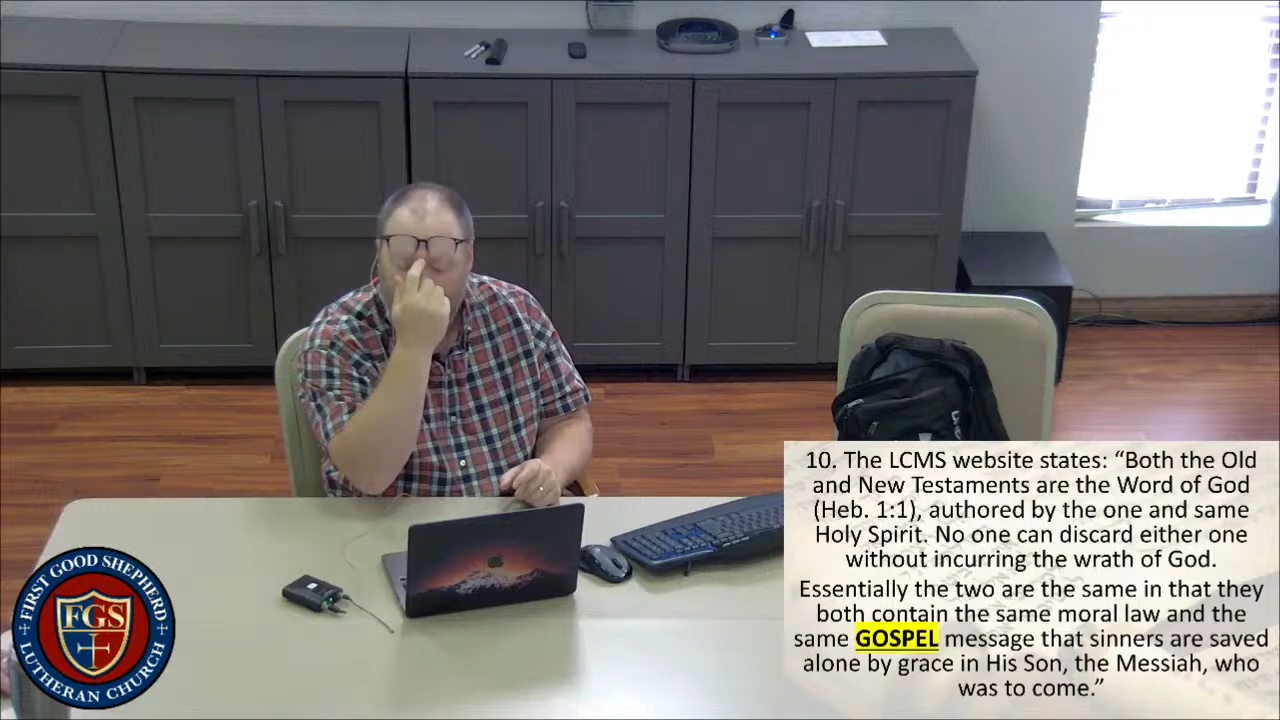 10. The LCMS website states: “Both the Old
and New Testaments are the Word of God
(Heb. 1:1), authored by the one and same
Holy Spirit. No one can discard either one
without incurring the wrath of God.
Essentially the two are the same in that they
both contain the same moral law and the
same GOSPEL message that sinners are saved
alone by grace in His Son, the Messiah, who
was to come.”
FIRST GOOD SHEPHERD
FGS
LUTHERAN CHURCH